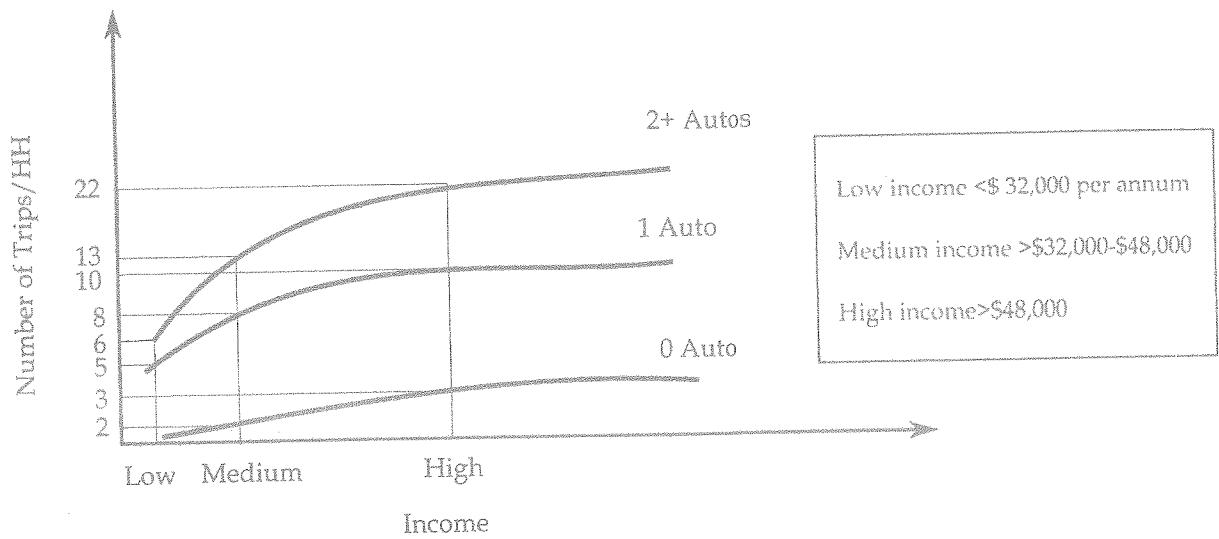 Number of Trips/HH
22
13
10
8
6
5
3
2
2+ Autos
1 Auto
0 Auto
Low Medium High
Income
Low income <$ 32,000 per annum
Medium income >$32,000-$48,000
High income>$48,000